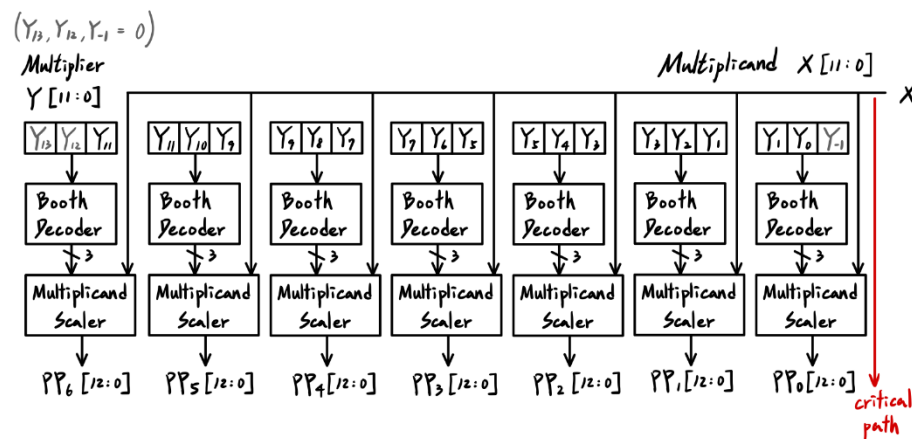 (Y13, Y12, Y-1 = 0)
Multiplier
Multiplicand X [11:0]
Y [11:0]
X
Y13 Y12 Y11
Y11 Y10 Y9
Y9 Y8 Y7
Y7 Y6 Y5
Y5 Y4 Y3
Y3 Y2 Y1
Y1 Y0 Y-1
Booth Decoder
Booth Decoder
Booth Decoder
Booth Decoder
Booth Decoder
Booth Decoder
Booth Decoder
3
3
3
3
3
3
3
Multiplicand Scaler
Multiplicand Scaler
Multiplicand Scaler
Multiplicand Scaler
Multiplicand Scaler
Multiplicand Scaler
Multiplicand Scaler
PP6 [12:0]
PP5 [12:0]
PP4 [12:0]
PP3 [12:0]
PP2 [12:0]
PP1 [12:0]
PP0 [12:0]
critical
path